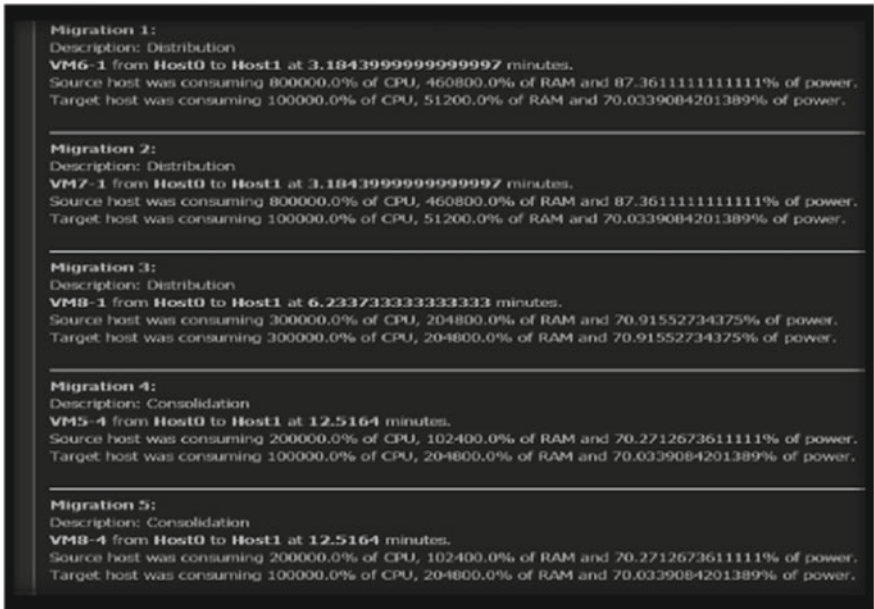 Migration 1:
Description: Distribution
VM6-1 from Host0 to Host1 at 3.18439999999999997 minutes.
Source host was consuming 800000.0% of CPU, 460800.0% of RAM and 87.3611111111111% of power.
Target host was consuming 100000.0% of CPU, 51200.0% of RAM and 70.0339084201389% of power.
Migration 2:
Description: Distribution
VM7-1 from Host0 to Host1 at 3.18439999999999997 minutes.
Source host was consuming 800000.0% of CPU, 460800.0% of RAM and 87.3611111111111% of power.
Target host was consuming 100000.0% of CPU, 51200.0% of RAM and 70.0339084201389% of power.
Migration 3:
Description: Distribution
VM8-1 from Host0 to Host1 at 6.233733333333333 minutes.
Source host was consuming 300000.0% of CPU, 204800.0% of RAM and 70.91552734375% of power.
Target host was consuming 300000.0% of CPU, 204800.0% of RAM and 70.91552734375% of power.
Migration 4:
Description: Consolidation
VM5-4 from Host0 to Host1 at 12.5164 minutes.
Source host was consuming 200000.0% of CPU, 102400.0% of RAM and 70.2712673611111% of power.
Target host was consuming 100000.0% of CPU, 204800.0% of RAM and 70.0339084201389% of power.
Migration 5:
Description: Consolidation
VM8-4 from Host0 to Host1 at 12.5164 minutes.
Source host was consuming 200000.0% of CPU, 102400.0% of RAM and 70.2712673611111% of power.
Target host was consuming 100000.0% of CPU, 204800.0% of RAM and 70.0339084201389% of power.